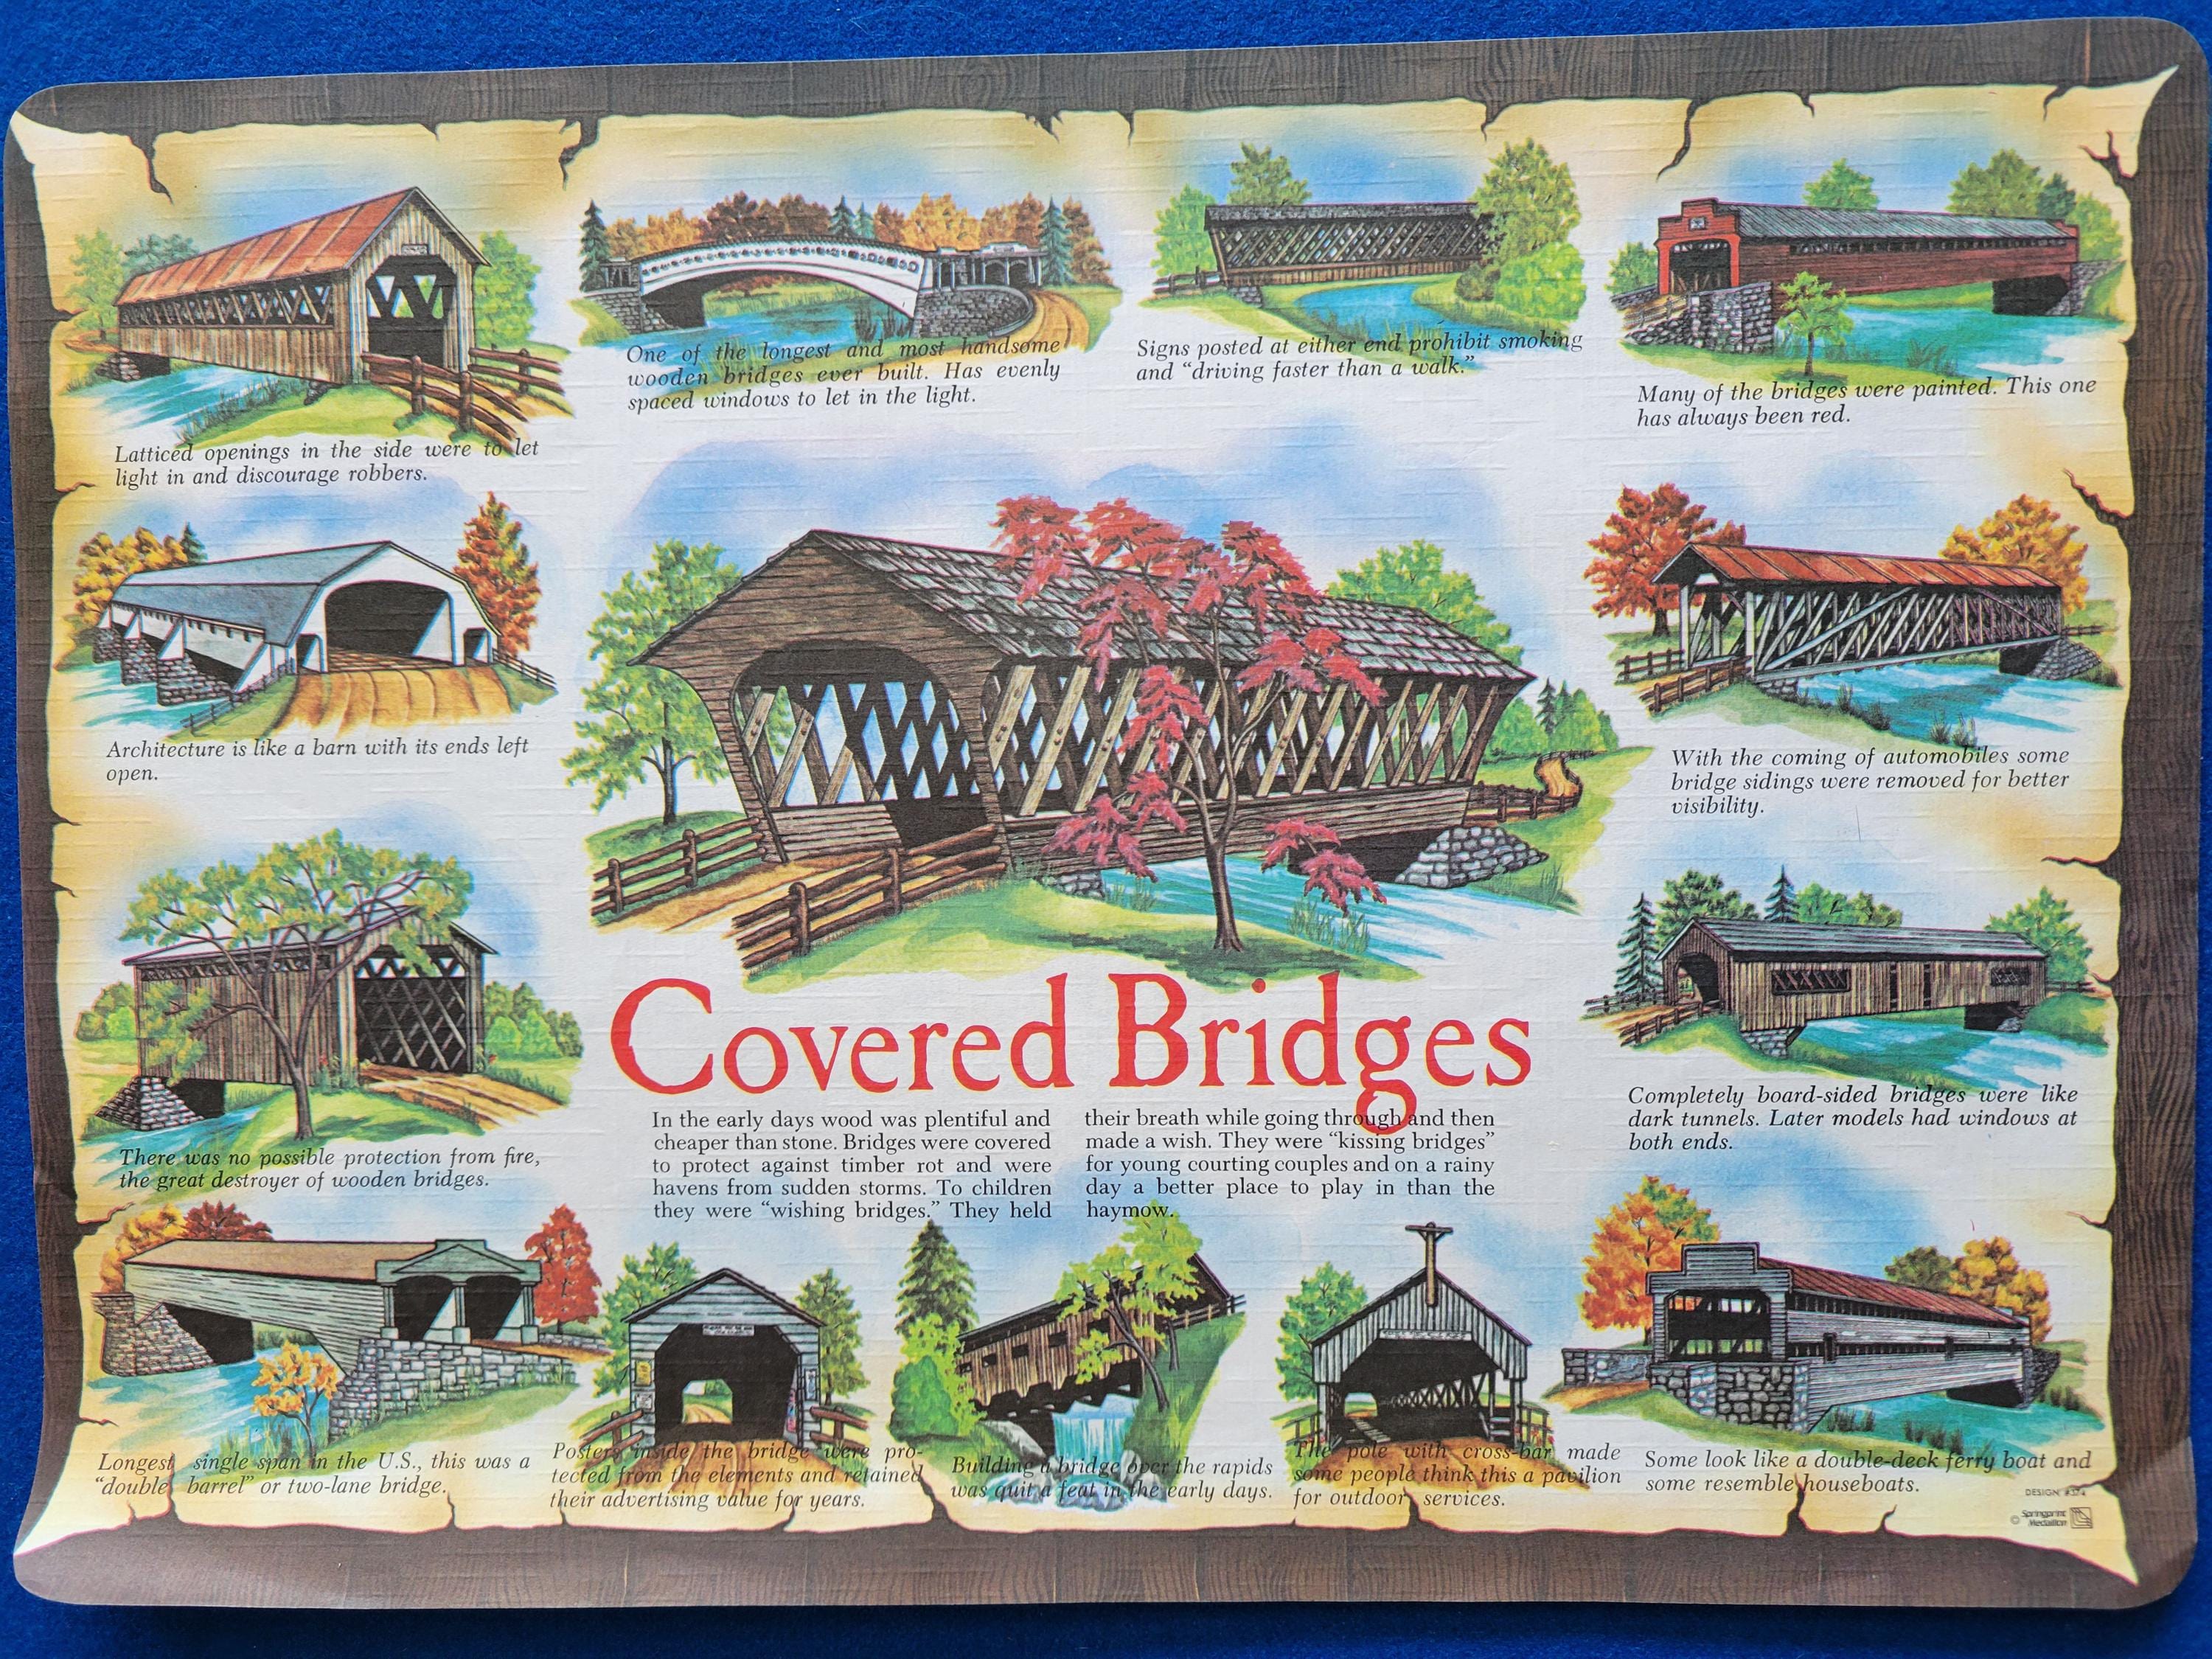 Latticed openings in the side were to let
light in and discourage robbers.
One of the longest and most handsome
wooden bridges ever built. Has evenly
spaced windows to let in the light.
Signs posted at either end prohibit smoking
and “driving faster than a walk.”
Many of the bridges were painted. This one
has always been red.
Architecture is like a barn with its ends left
open.
With the coming of automobiles some
bridge sidings were removed for better
visibility.
There was no possible protection from fire,
the great destroyer of wooden bridges.
Covered Bridges
In the early days wood was plentiful and
cheaper than stone. Bridges were covered
to protect against timber rot and were
havens from sudden storms. To children
they were “wishing bridges.” They held
their breath while going through and then
made a wish. They were “kissing bridges”
for young courting couples and on a rainy
day a better place to play in than the
haymow.
Completely board-sided bridges were like
dark tunnels. Later models had windows at
both ends.
Longest single span in the U.S., this was a
“double barrel” or two-lane bridge.
Posters inside the bridge were pro-
tected from the elements and retained
their advertising value for years.
Building a bridge over the rapids
was quit a feat in the early days.
The pole with cross-bar made
some people think this a pavilion
for outdoor services.
Some look like a double-deck ferry boat and
some resemble houseboats.
DESIGN #574
© Springprint
Medallion